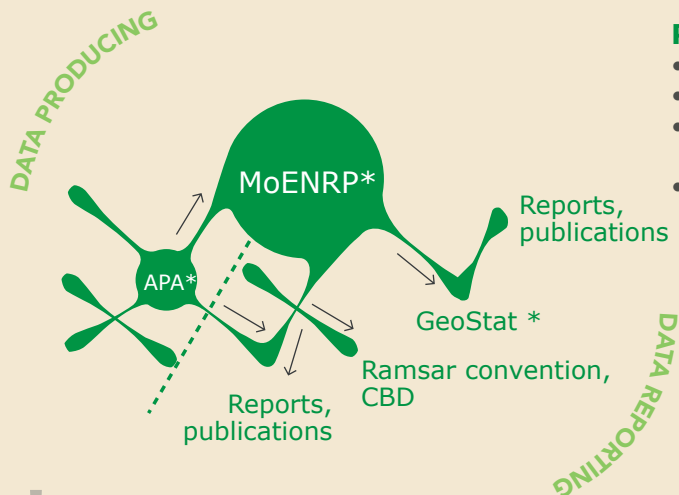 DATA PRODUCING
MoENRP*
APA*
Reports,
publications
GeoStat *
Ramsar convention,
CBD
Reports,
publications
DATA REPORTING